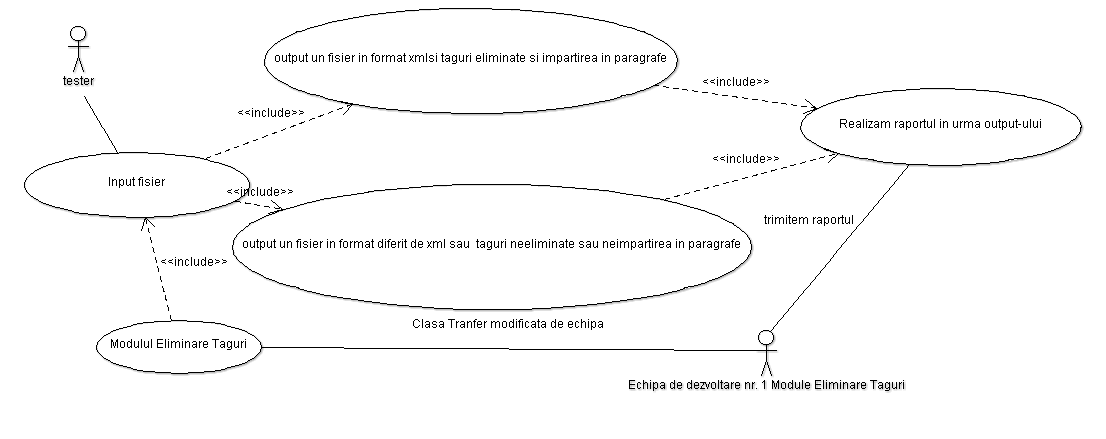 tester
output un fisier in format xmlsi taguri eliminate si impartirea in paragrafe
<<include>>
<<include>>
Realizam raportul in urma output-ului
<<include>>
Input fisier
<<include>>
output un fisier in format diferit de xml sau  taguri neeliminate sau neimpartirea in paragrafe
trimitem raportul
<<include>>
Clasa Tranfer modificata de echipa
Modulul Eliminare Taguri
Echipa de dezvoltare nr. 1 Module Eliminare Taguri